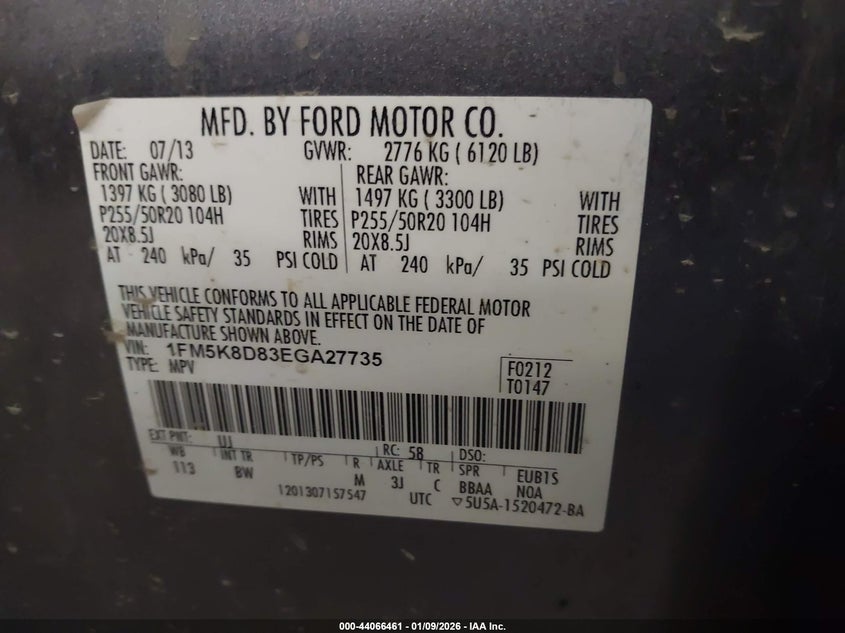 MFD. BY FORD MOTOR CO.
DATE: 07/13 GVWR: 2776 KG ( 6120 LB)
FRONT GAWR: REAR GAWR:
1397 KG ( 3080 LB) WITH 1497 KG ( 3300 LB) WITH
P255/50R20 104H TIRES P255/50R20 104H TIRES
20X8.5J RIMS 20X8.5J RIMS
AT 240 kPa/ 35 PSI COLD AT 240 kPa/ 35 PSI COLD
THIS VEHICLE CONFORMS TO ALL APPLICABLE FEDERAL MOTOR
VEHICLE SAFETY STANDARDS IN EFFECT ON THE DATE OF
MANUFACTURE SHOWN ABOVE.
VIN: 1FM5K8D83EGA27735 F0212
TYPE: MPV T0147
EXT PNT: UJ RC: 58 DSO:
WB INT TR TP/PS R AXLE TR SPR EUB1S
113 BW M 3J C BBAA NOA
1201307157547 UTC ▽5U5A-1520472-BA
000-44066461 - 01/09/2026 - IAA Inc.